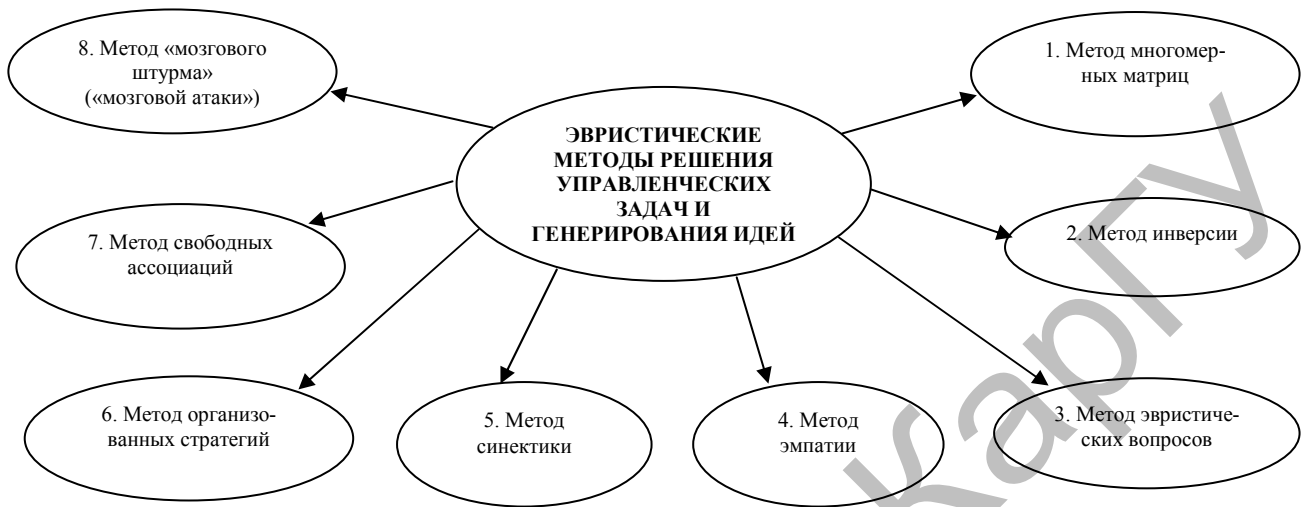 8. Метод «мозгового
штурма»
(«мозговой атаки»)
1. Метод многомер-
ных матриц
ЭВРИСТИЧЕСКИЕ
МЕТОДЫ РЕШЕНИЯ
УПРАВЛЕНЧЕСКИХ
ЗАДАЧ И
ГЕНЕРИРОВАНИЯ ИДЕЙ
7. Метод свободных
ассоциаций
2. Метод инверсии
6. Метод организо-
ванных стратегий
5. Метод
синектики
4. Метод
эмпатии
3. Метод эвристиче-
ских вопросов
КарГУ